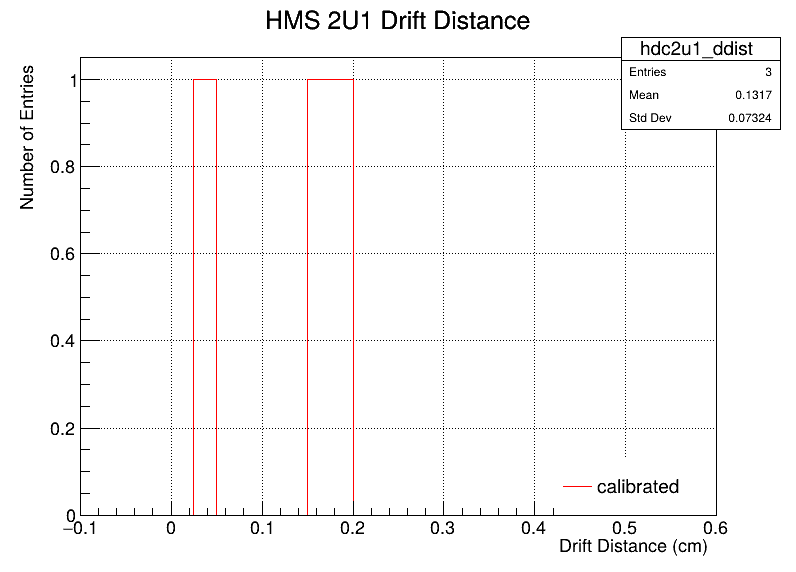 HMS 2U1 Drift Distance
hdc2u1_ddist
Entries 3
Mean 0.1317
Std Dev 0.07324
Number of Entries
1
0.8
0.6
0.4
0.2
0
calibrated
−0.1 0 0.1 0.2 0.3 0.4 0.5 0.6
Drift Distance (cm)